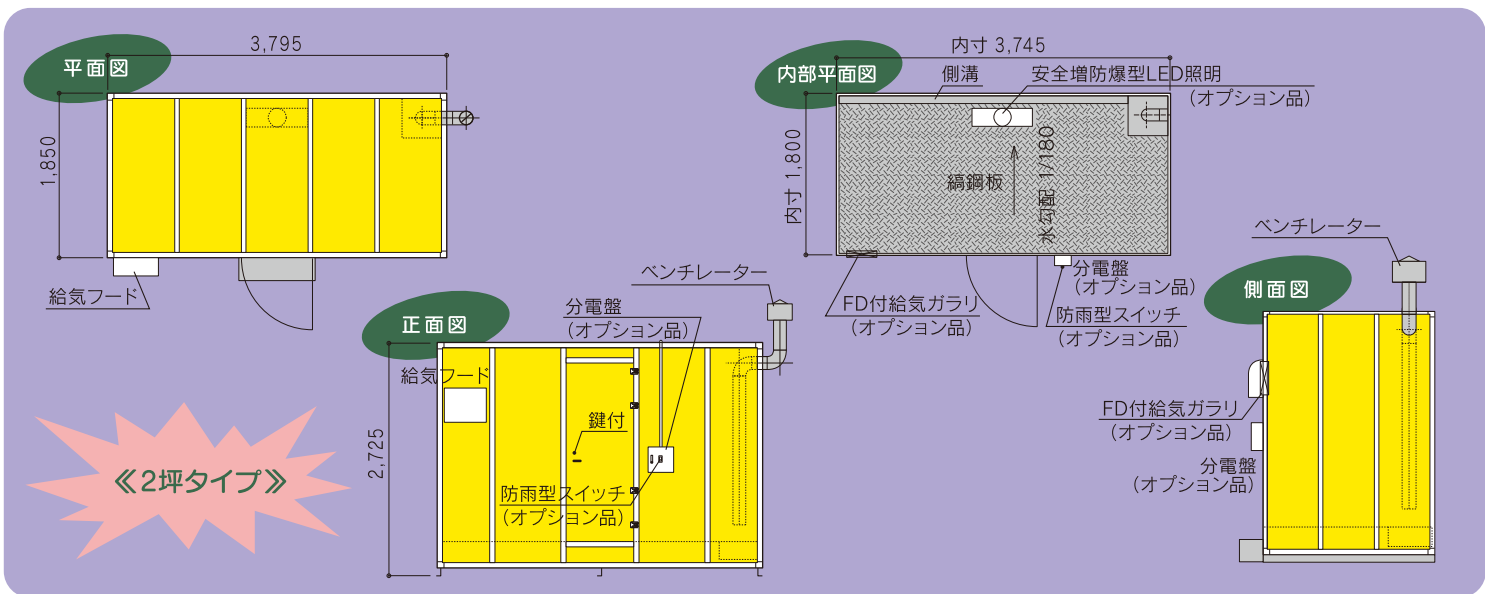 平面図
3,795
1,850
給気フード
内部平面図
内寸 3,745
側溝
安全増防爆型LED照明
(オプション品)
内寸 1,800
縞鋼板
水勾配 1/180
FD付給気ガラリ
(オプション品)
分電盤
(オプション品)
防雨型スイッチ
(オプション品)
正面図
ベンチレーター
分電盤
(オプション品)
給気フード
2,725
鍵付
防雨型スイッチ
(オプション品)
側面図
ベンチレーター
FD付給気ガラリ
(オプション品)
分電盤
(オプション品)
≪2坪タイプ≫